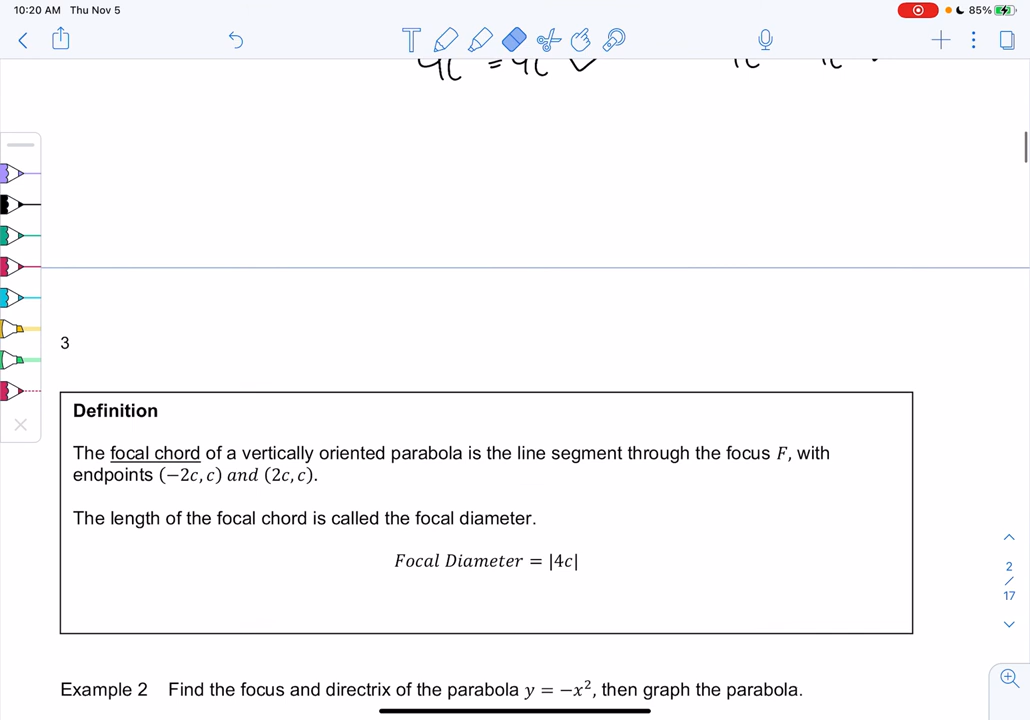 10:20 AM Thu Nov 5
85%
T
4c = 4c
3
Definition
The focal chord of a vertically oriented parabola is the line segment through the focus F, with
endpoints (−2c, c) and (2c, c).
The length of the focal chord is called the focal diameter.
Focal Diameter = |4c|
2
/
17
Example 2 Find the focus and directrix of the parabola y = −x², then graph the parabola.